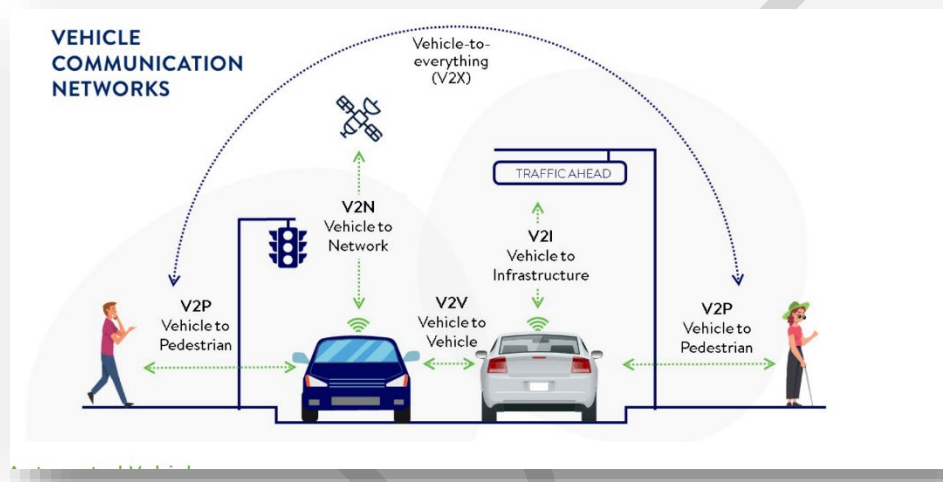 VEHICLE
COMMUNICATION
NETWORKS
Vehicle-to-
everything
(V2X)
TRAFFIC AHEAD
V2N
Vehicle to
Network
V2I
Vehicle to
Infrastructure
V2P
Vehicle to
Pedestrian
V2V
Vehicle to
Vehicle
V2P
Vehicle to
Pedestrian